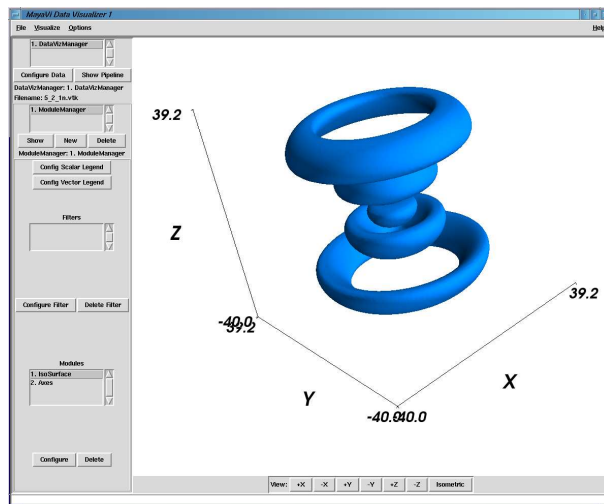 MayaVi Data Visualizer 1
File Visualize Options Help
1. DataVizManager
Configure Data Show Pipeline
DataVizManager: 1. DataVizManager
Filename: 5_2_1n.vtk
1. ModuleManager
Show New Delete
ModuleManager: 1. ModuleManager
Config Scalar Legend
Config Vector Legend
Filters
Configure Filter Delete Filter
Modules
1. IsoSurface
2. Axes
Configure Delete
39.2
Z
39.2
-40.0
39.2
X
Y
-40.0
-40.0
View: +X -X +Y -Y +Z -Z Isometric